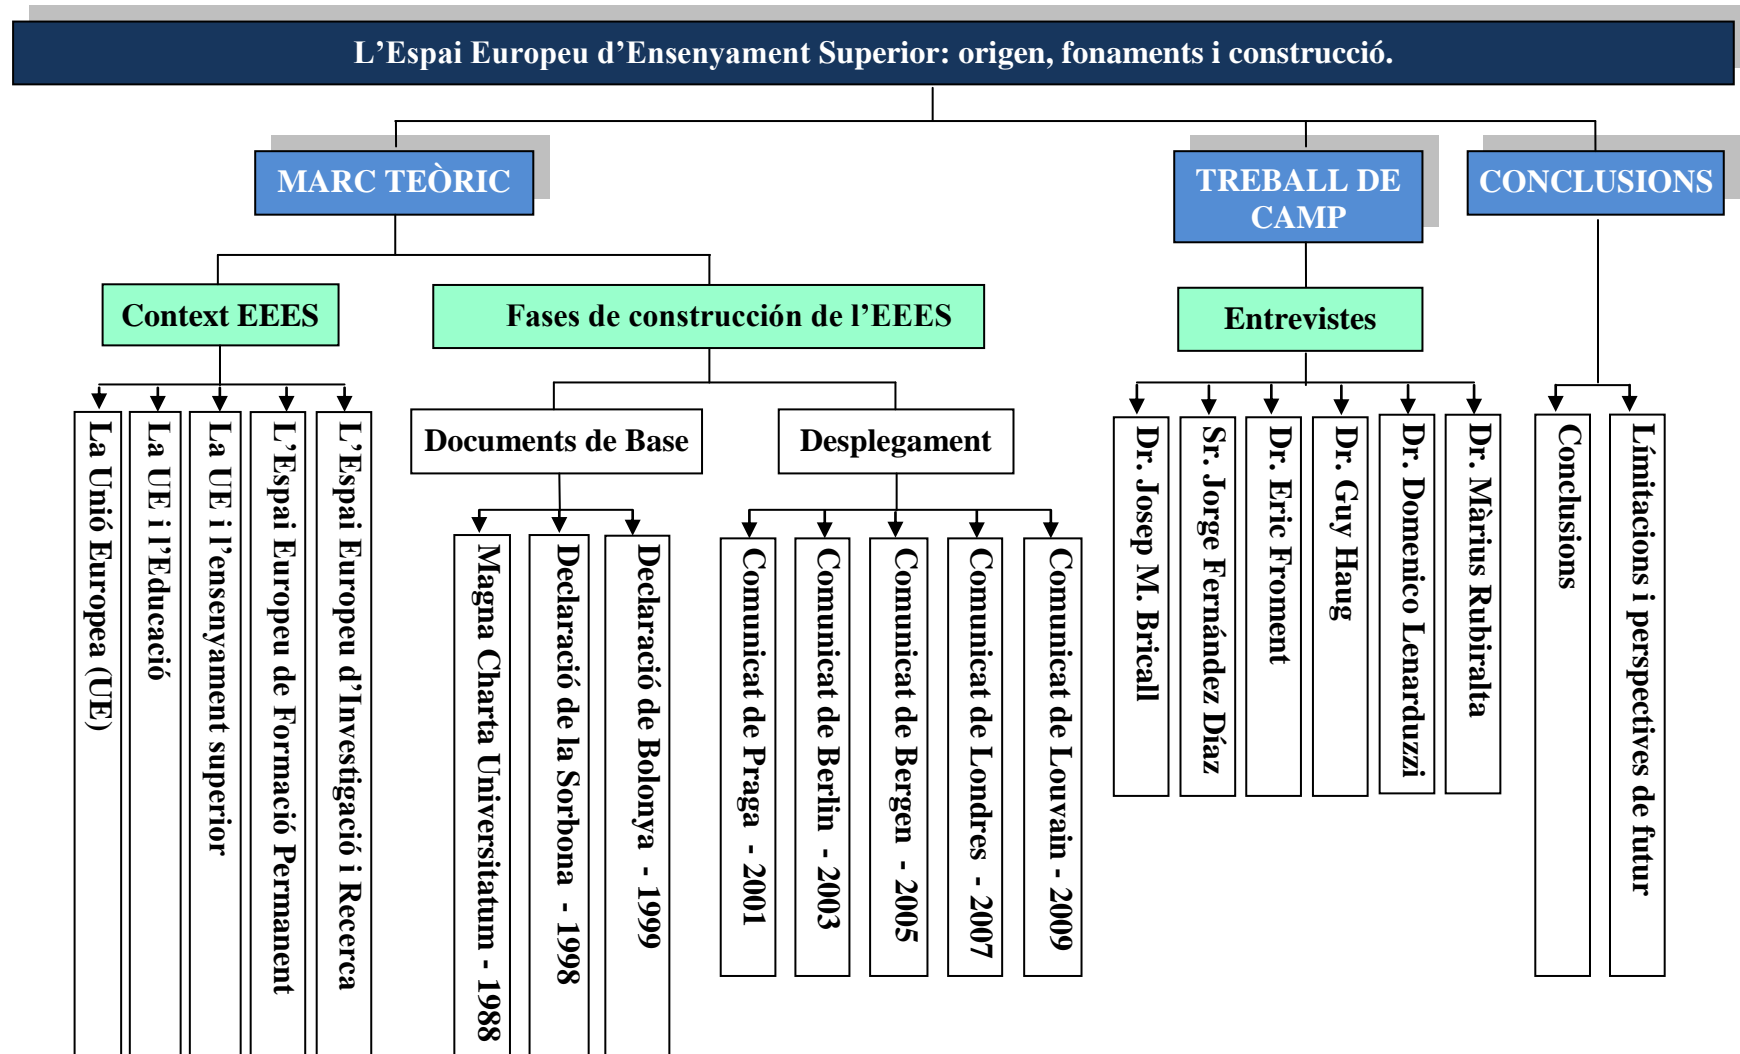 L’Espai Europeu d’Ensenyament Superior: origen, fonaments i construcció.
MARC TEÒRIC
TREBALL DE
CAMP
CONCLUSIONS
Context EEES
Fases de construcción de l’EEES
Entrevistes
La Unió Europea (UE)
La UE i l’Educació
La UE i l’ensenyament superior
L’Espai Europeu de Formació Permanent
L’Espai Europeu d’Investigació i Recerca
Documents de Base
Desplegament
Magna Charta Universitatum - 1988
Declaració de la Sorbona - 1998
Declaració de Bolonya - 1999
Comunicat de Praga - 2001
Comunicat de Berlin - 2003
Comunicat de Bergen - 2005
Comunicat de Londres - 2007
Comunicat de Louvain - 2009
Dr. Josep M. Bricall
Sr. Jorge Fernández Díaz
Dr. Eric Froment
Dr. Guy Haug
Dr. Domenico Lenarduzzi
Dr. Màrius Rubiralta
Conclusions
Límitacions i perspectives de futur